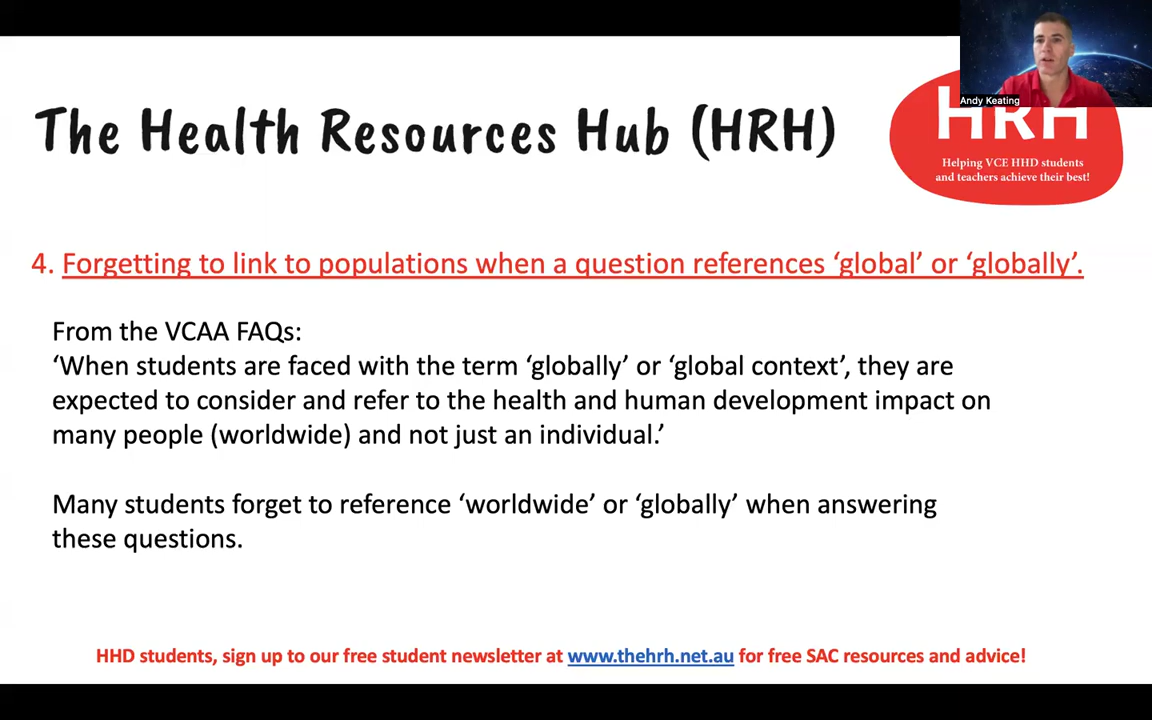 Andy Keating
The Health Resources Hub (HRH)
HRH
Helping VCE HHD students
and teachers achieve their best!
4. Forgetting to link to populations when a question references ‘global’ or ‘globally’.
From the VCAA FAQs:
‘When students are faced with the term ‘globally’ or ‘global context’, they are
expected to consider and refer to the health and human development impact on
many people (worldwide) and not just an individual.’
Many students forget to reference ‘worldwide’ or ‘globally’ when answering
these questions.
HHD students, sign up to our free student newsletter at www.thehrh.net.au for free SAC resources and advice!